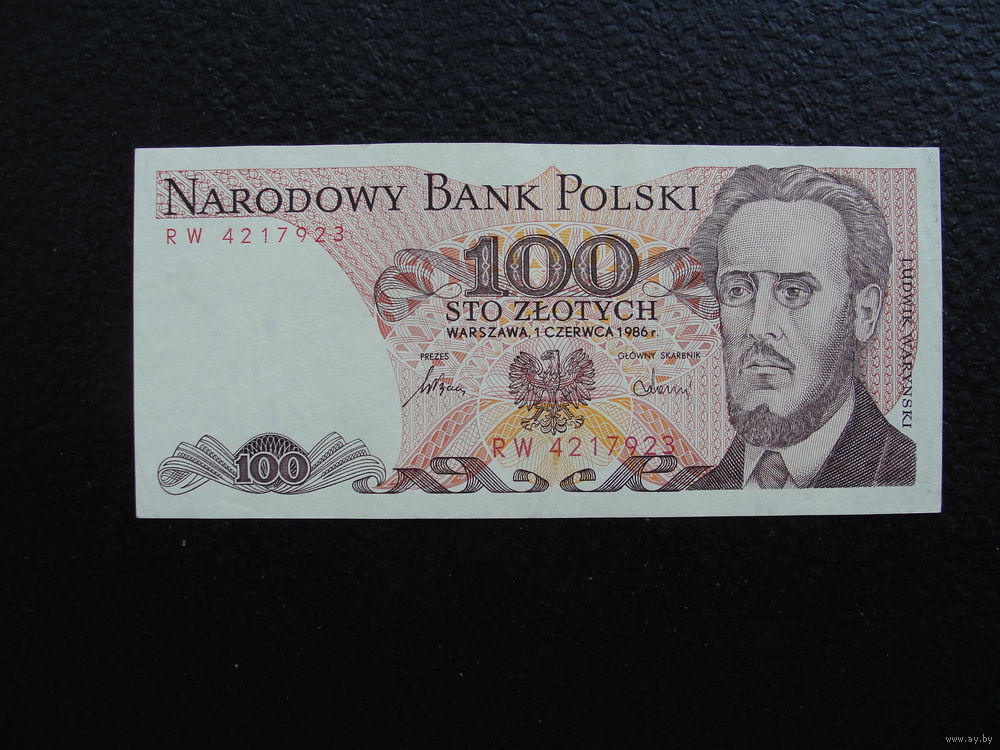 NARODOWY BANK POLSKI
RW 4217923
100
STO ZŁOTYCH
WARSZAWA, 1 CZERWCA 1986 r.
PREZES
GŁÓWNY SKARBNIK
RW 4217923
100
LUDWIK WARYŃSKI
www.ay.by